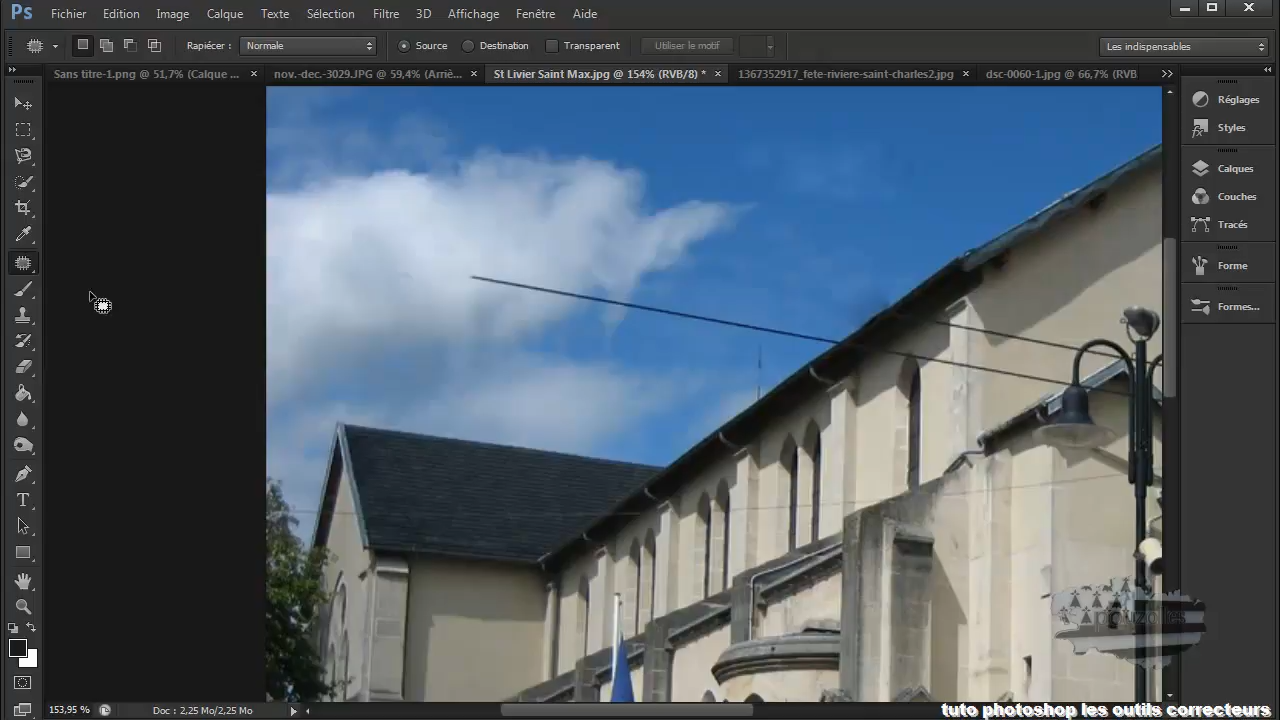 Ps Fichier Edition Image Calque Texte Sélection Filtre 3D Affichage Fenêtre Aide
Rapiécer : Normale Source Destination Transparent Utiliser le motif Les indispensables
Sans titre-1.png @ 51,7% (Calque ... × nov.-dec.-3029.JPG @ 59,4% (Arriè... × St Livier Saint Max.jpg @ 154% (RVB/8) * × 1367352917_fete-riviere-saint-charles2.jpg × dsc-0060-1.jpg @ 66,7% (RVB
Réglages
Styles
Calques
Couches
Tracés
Forme
Formes...
T
153,95 % Doc : 2,25 Mo/2,25 Mo
tuto photoshop les outils correcteurs